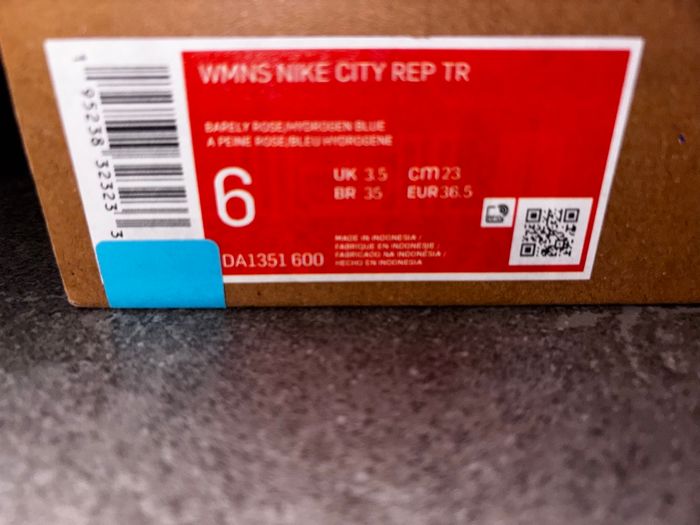 WMNS NIKE CITY REP TR
BARELY ROSE/HYDROGEN BLUE
A PEINE ROSE/BLEU HYDROGENE
6
UK 3.5 cm 23
BR 35 EUR 36.5
DA1351 600
MADE IN INDONESIA /
FABRIQUE EN INDONESIE /
FABRICADO NA INDONESIA /
HECHO EN INDONESIA
1 95238 32323 3